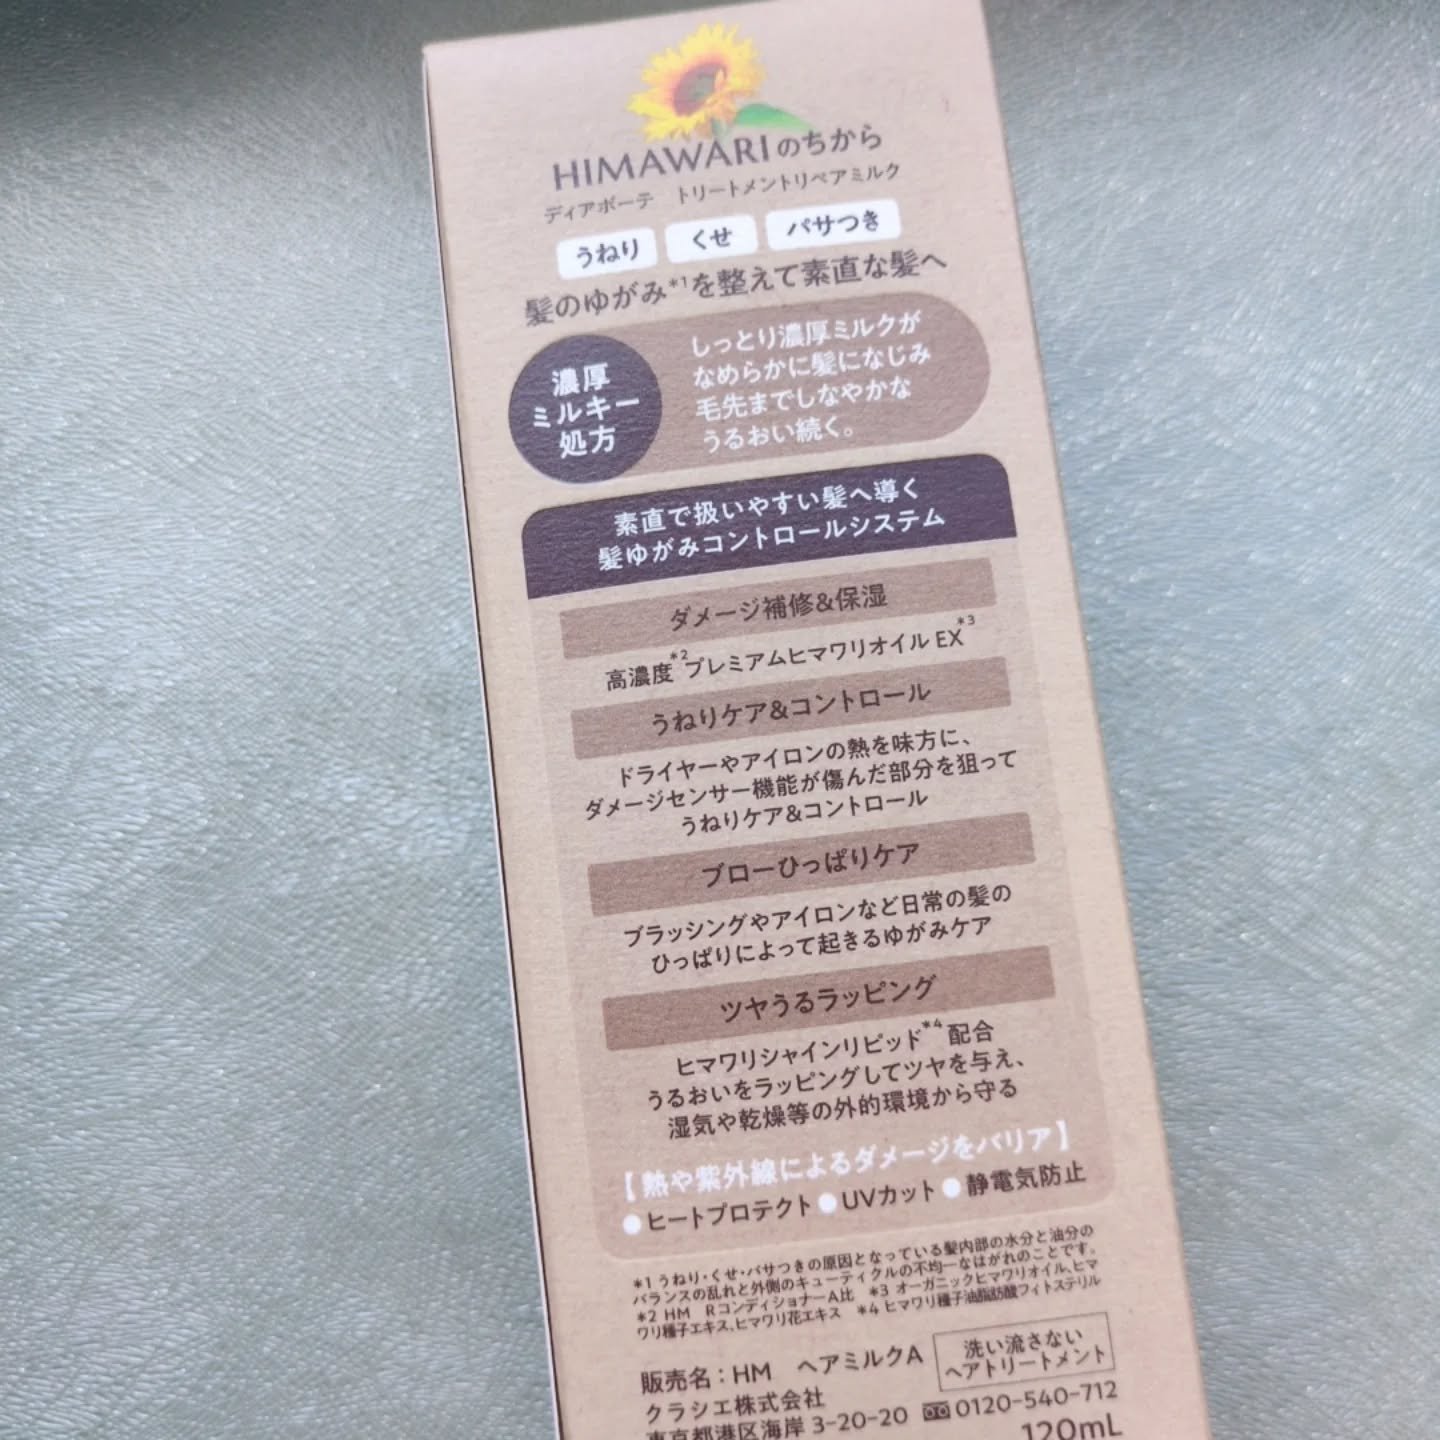 HIMAWARIのちから
ディアボーテ トリートメントリペアミルク
うねり くせ パサつき
髪のゆがみ*1を整えて素直な髪へ
濃厚
ミルキー
処方
しっとり濃厚ミルクが
なめらかに髪になじみ
毛先までしなやかな
うるおい続く。
素直で扱いやすい髪へ導く
髪ゆがみコントロールシステム
ダメージ補修&保湿
高濃度*2プレミアムヒマワリオイルEX*3
うねりケア&コントロール
ドライヤーやアイロンの熱を味方に、
ダメージセンサー機能が傷んだ部分を狙って
うねりケア&コントロール
ブローひっぱりケア
ブラッシングやアイロンなど日常の髪の
ひっぱりによって起きるゆがみケア
ツヤうるラッピング
ヒマワリシャインリピッド*4配合
うるおいをラッピングしてツヤを与え、
湿気や乾燥等の外的環境から守る
【熱や紫外線によるダメージをバリア】
●ヒートプロテクト●UVカット●静電気防止
*1 うねり・くせ・パサつきの原因となっている髪内部の水分と油分の
バランスの乱れと外側のキューティクルの不均一なはがれのことです。
*2 HM RコンディショナーA比 *3 オーガニックヒマワリオイル、ヒマ
ワリ種子エキス、ヒマワリ花エキス *4 ヒマワリ種子油脂肪酸フィトステリル
販売名：HM ヘアミルクA
洗い流さない
ヘアトリートメント
クラシエ株式会社
東京都港区海岸 3-20-20 0120-540-712
120mL